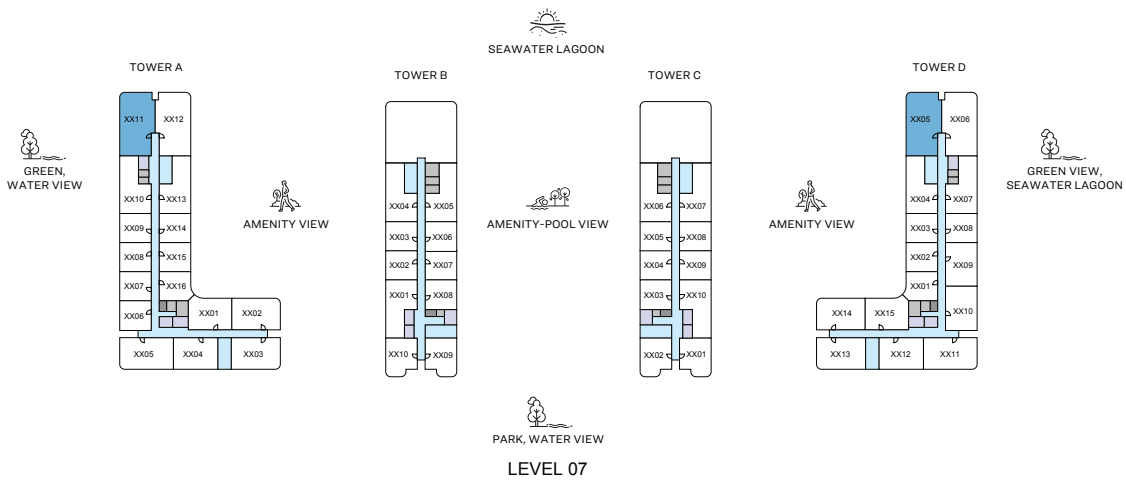 SEAWATER LAGOON
TOWER A
TOWER B
TOWER C
TOWER D
GREEN,
WATER VIEW
AMENITY VIEW
AMENITY-POOL VIEW
AMENITY VIEW
GREEN VIEW,
SEAWATER LAGOON
XX11
XX12
XX10
XX13
XX09
XX14
XX08
XX15
XX07
XX16
XX06
XX01
XX02
XX05
XX04
XX03
XX04
XX05
XX03
XX06
XX02
XX07
XX01
XX08
XX10
XX09
XX06
XX07
XX05
XX08
XX04
XX09
XX03
XX10
XX02
XX01
XX05
XX06
XX04
XX07
XX03
XX08
XX02
XX09
XX01
XX10
XX14
XX15
XX13
XX12
XX11
PARK, WATER VIEW
LEVEL 07